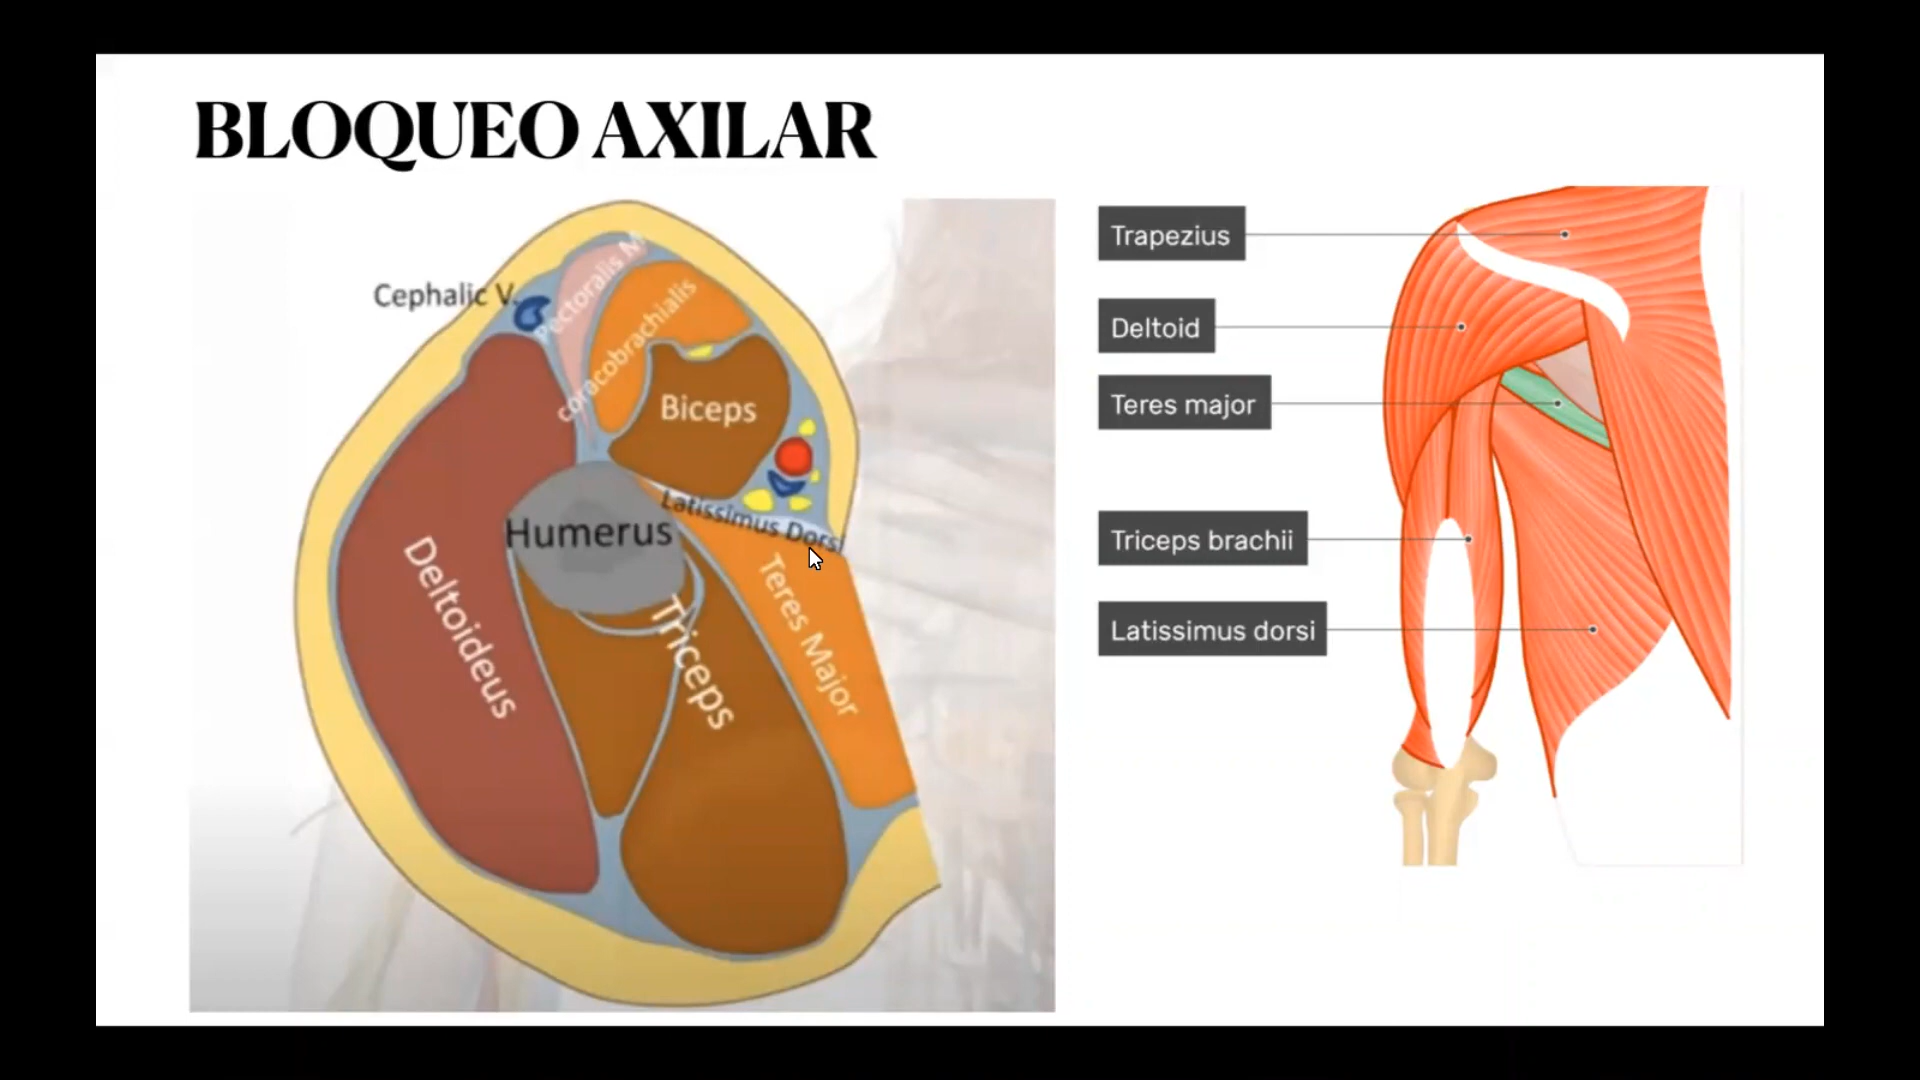 BLOQUEO AXILAR
Cephalic V.
Pectoralis M
coracobrachialis
Biceps
Latissimus Dorsi
Humerus
Deltoideus
Triceps
Teres Major
Trapezius
Deltoid
Teres major
Triceps brachii
Latissimus dorsi